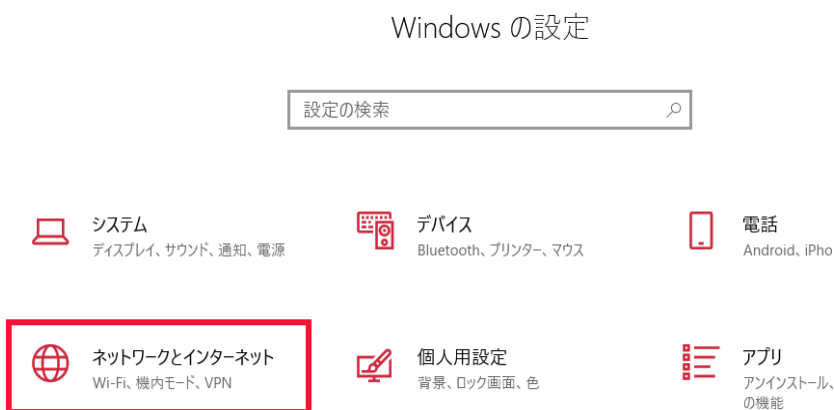 Windows の設定
設定の検索
システム
ディスプレイ、サウンド、通知、電源
デバイス
Bluetooth、プリンター、マウス
電話
Android、iPho
ネットワークとインターネット
Wi-Fi、機内モード、VPN
個人用設定
背景、ロック画面、色
アプリ
アンインストール、
の機能